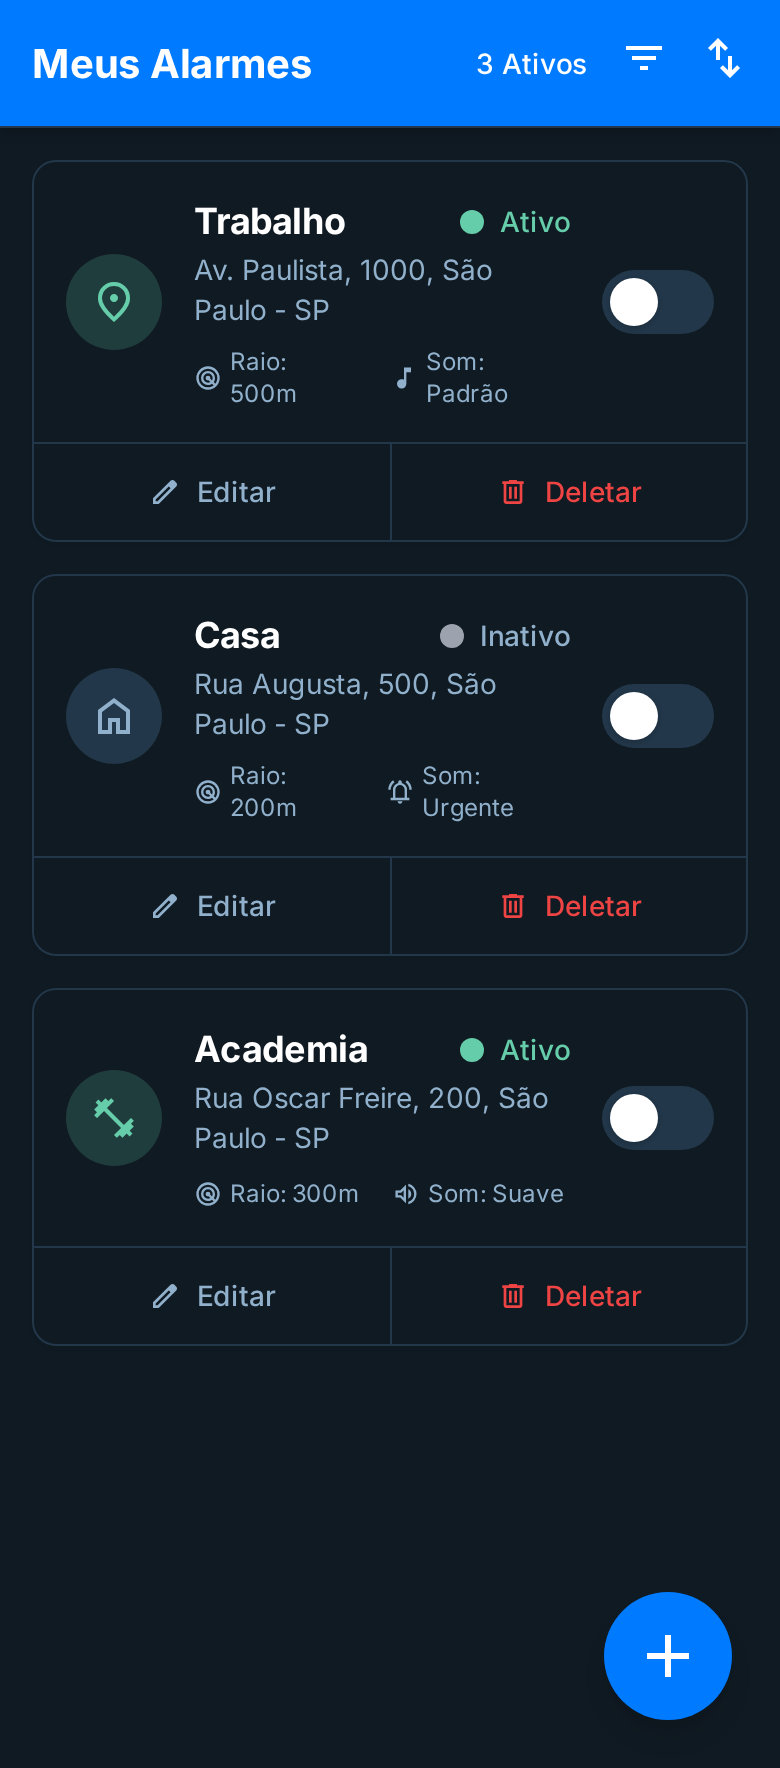 Meus Alarmes
3 Ativos
Trabalho
Ativo
Av. Paulista, 1000, São
Paulo - SP
Raio:
500m
Som:
Padrão
Editar
Deletar
Casa
Inativo
Rua Augusta, 500, São
Paulo - SP
Raio:
200m
Som:
Urgente
Editar
Deletar
Academia
Ativo
Rua Oscar Freire, 200, São
Paulo - SP
Raio: 300m
Som: Suave
Editar
Deletar